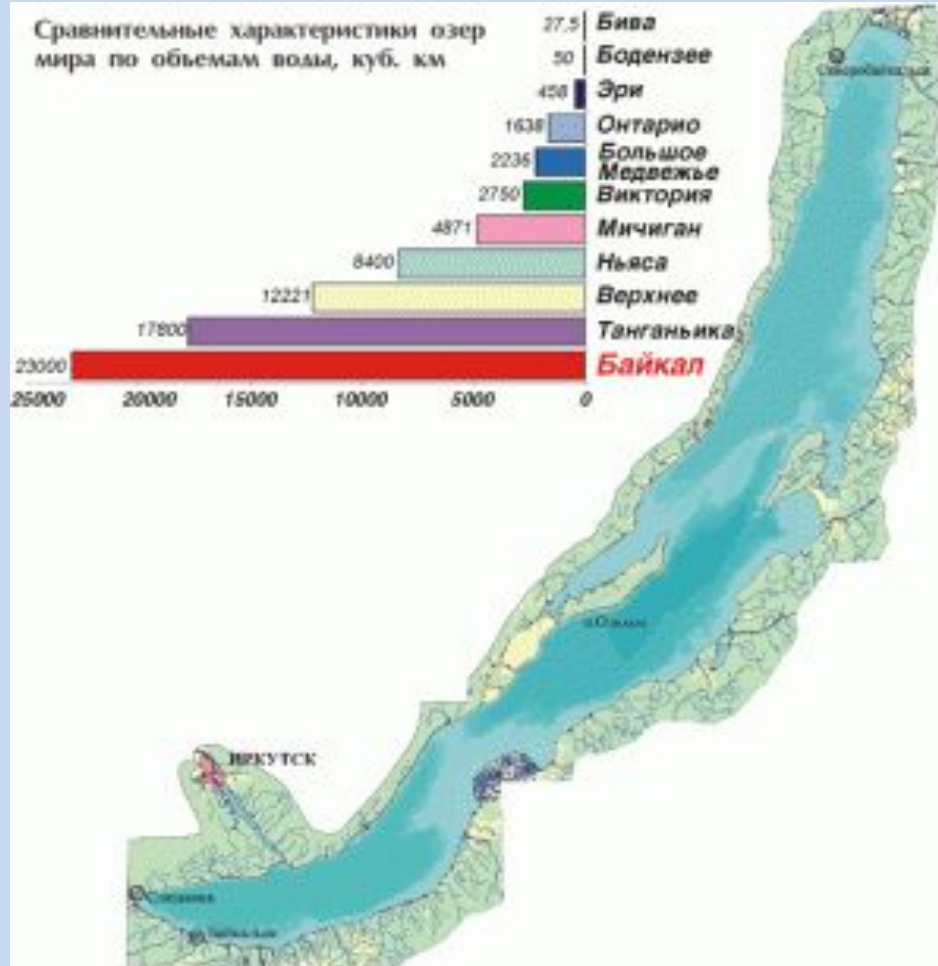 Сравнительные характеристики озер
мира по объемам воды, куб. км
27,5 Бива
50 Бодензее
458 Эри
1638 Онтарио
2236 Большое
Медвежье
2750 Виктория
4871 Мичиган
8400 Ньяса
12221 Верхнее
17800 Танганьика
23000 Байкал
25000 20000 15000 10000 5000 0
ИРКУТСК